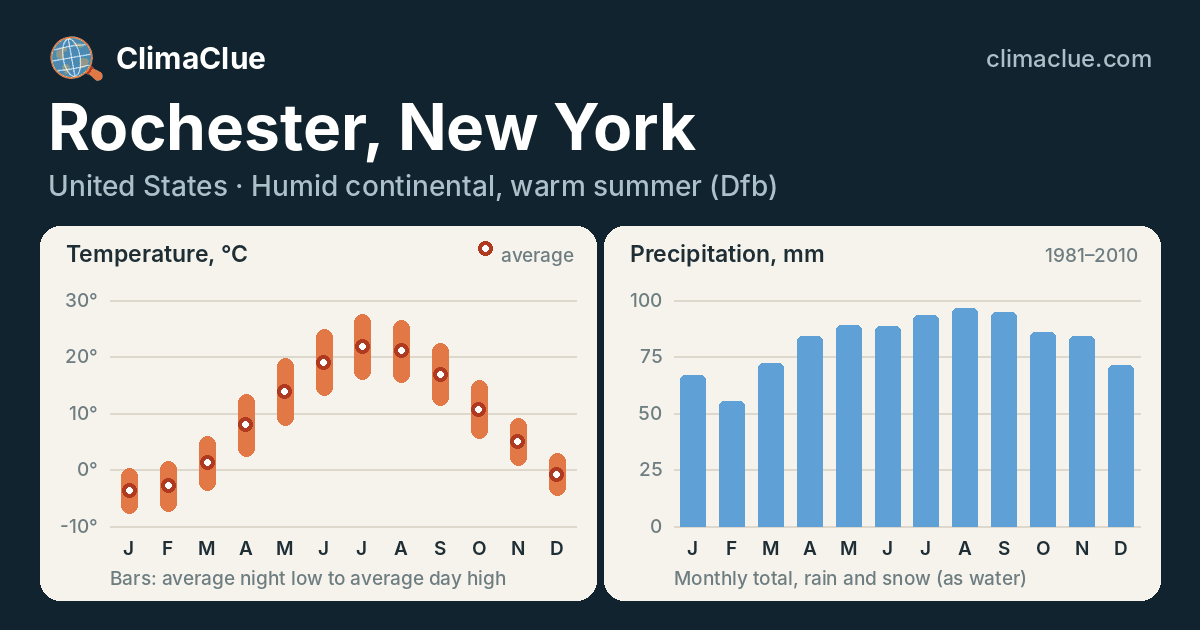 ClimaClue
climaclue.com
Rochester, New York
United States · Humid continental, warm summer (Dfb)
Temperature, °C
average
30°
20°
10°
0°
-10°
J F M A M J J A S O N D
Bars: average night low to average day high
Precipitation, mm
1981–2010
100
75
50
25
0
J F M A M J J A S O N D
Monthly total, rain and snow (as water)